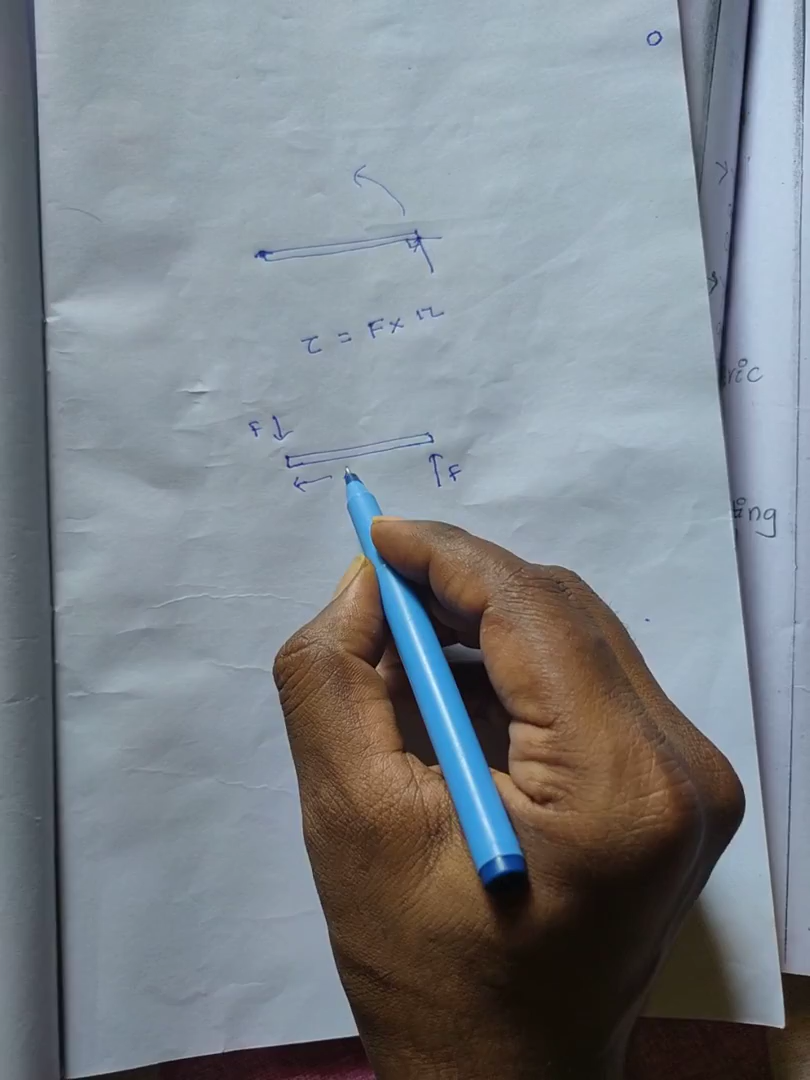 τ = F × r
F
F
ric
ing